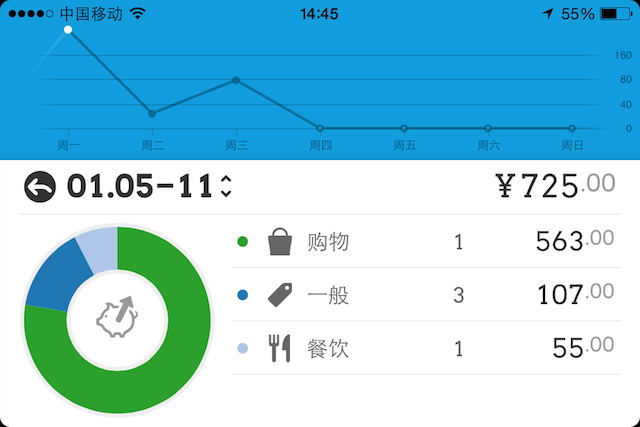 中国移动 14:45 55%
160
80
40
0
周一 周二 周三 周四 周五 周六 周日
01.05-11 ¥725.00
购物 1 563.00
一般 3 107.00
餐饮 1 55.00